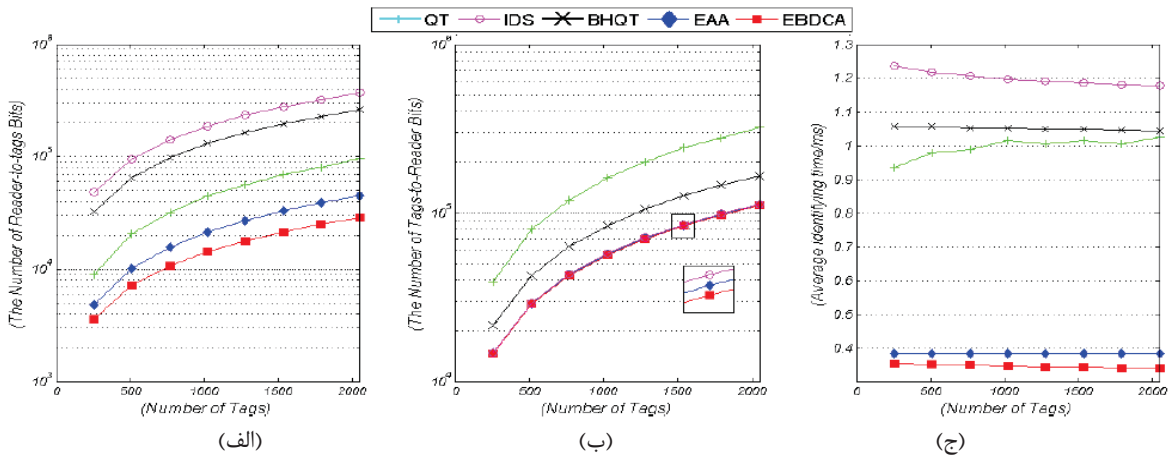 QT IDS BHQT EAA EBDCA
(The Number of Reader-to-tags Bits)
10^6
10^5
10^4
10^3
0 500 1000 1500 2000
(Number of Tags)
(الف)
(The Number of Tags-to-Reader Bits)
10^5
0 500 1000 1500 2000
(Number of Tags)
(ب)
(Average identifying time/ms)
1.3
1.2
1.1
1
0.9
0.8
0.7
0.6
0.5
0.4
0 500 1000 1500 2000
(Number of Tags)
(ج)